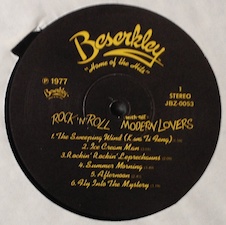 Beserkley
"Home of the Hits"
℗ 1977
Beserkley
1
STEREO
JBZ-0053
ROCK 'N' ROLL with the MODERN LOVERS
1. The Sweeping Wind (Kwa Ti Feng)
2. Ice Cream Man
3. Rockin' Rockin' Leprechauns
4. Summer Morning
5. Afternoon
6. Fly Into The Mystery